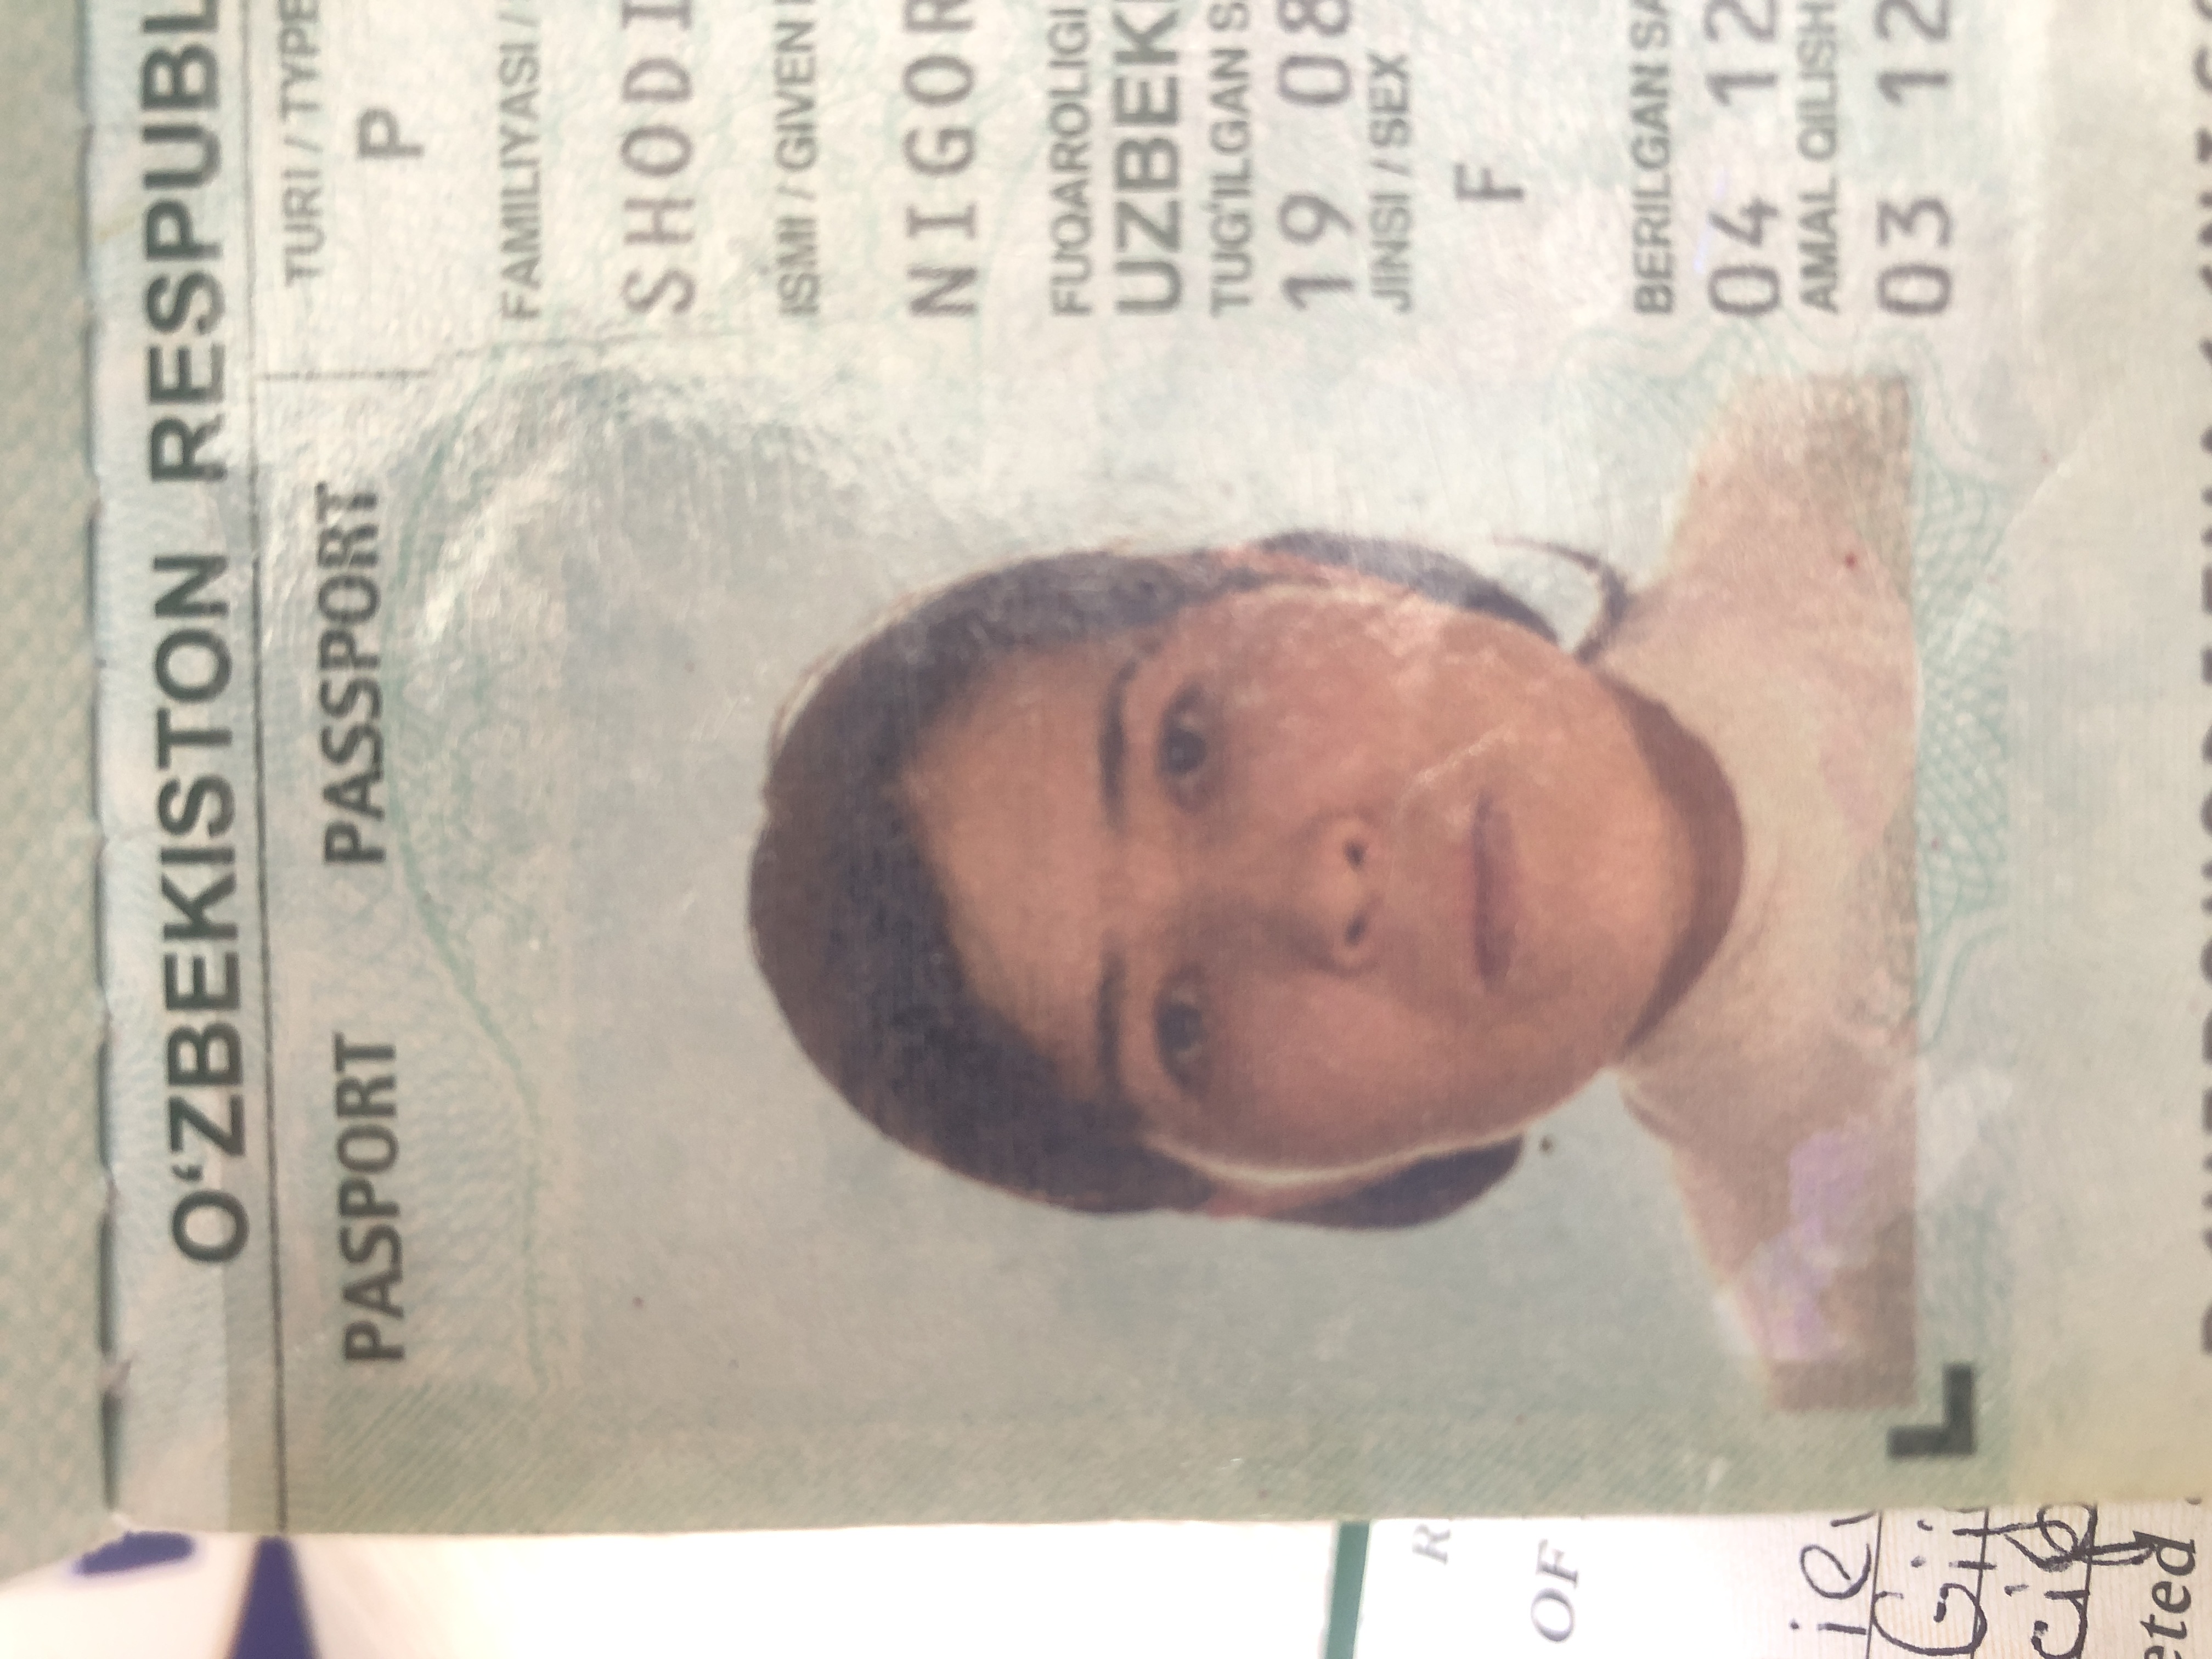 O‘ZBEKISTON RESPUBL
PASPORT PASSPORT
TURI / TYPE
P
FAMILIYASI /
SHODI
ISMI / GIVEN
NIGOR
FUQAROLIGI
UZBEK
TUG‘ILGAN S
19 08
JINSI / SEX
F
BERILGAN SA
04 12
AMAL QILISH
03 12
R
OF
ie
Gij
cip
eted